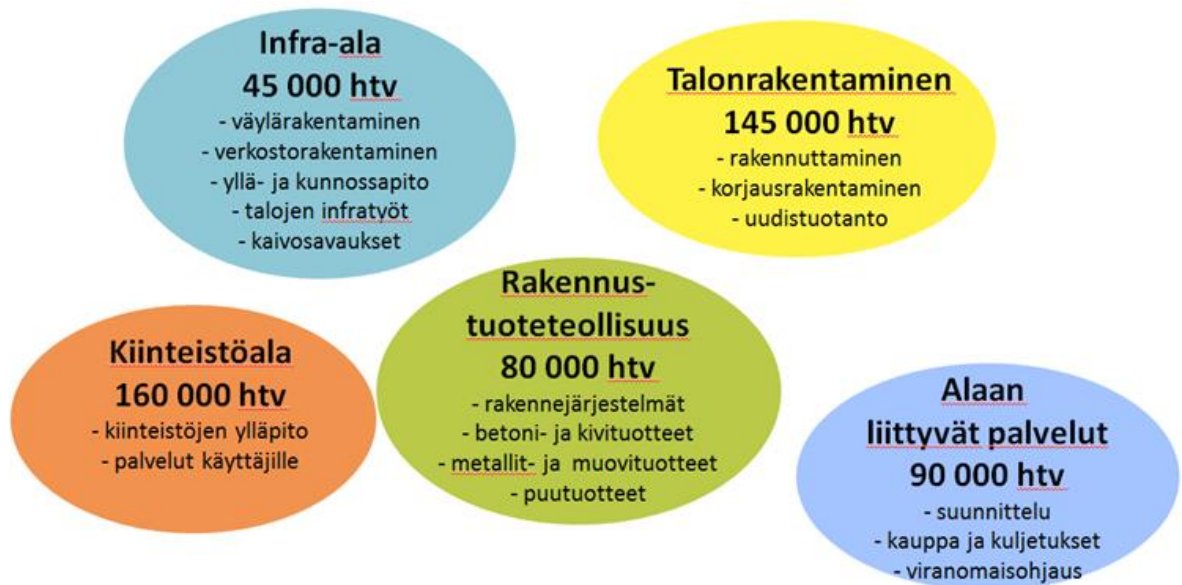 Infra-ala
45 000 htv
- väylärakentaminen
- verkostorakentaminen
- yllä- ja kunnossapito
- talojen infratyöt
- kaivosavaukset
Talonrakentaminen
145 000 htv
- rakennuttaminen
- korjausrakentaminen
- uudistuotanto
Kiinteistöala
160 000 htv
- kiinteistöjen ylläpito
- palvelut käyttäjille
Rakennus-
tuoteteollisuus
80 000 htv
- rakennejärjestelmät
- betoni- ja kivituotteet
- metallit- ja muovituotteet
- puutuotteet
Alaan
liittyvät palvelut
90 000 htv
- suunnittelu
- kauppa ja kuljetukset
- viranomaisohjaus